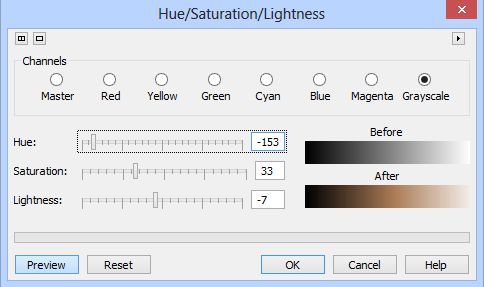 Hue/Saturation/Lightness
Channels
Master Red Yellow Green Cyan Blue Magenta Grayscale
Hue: -153
Before
Saturation: 33
After
Lightness: -7
Preview Reset OK Cancel Help